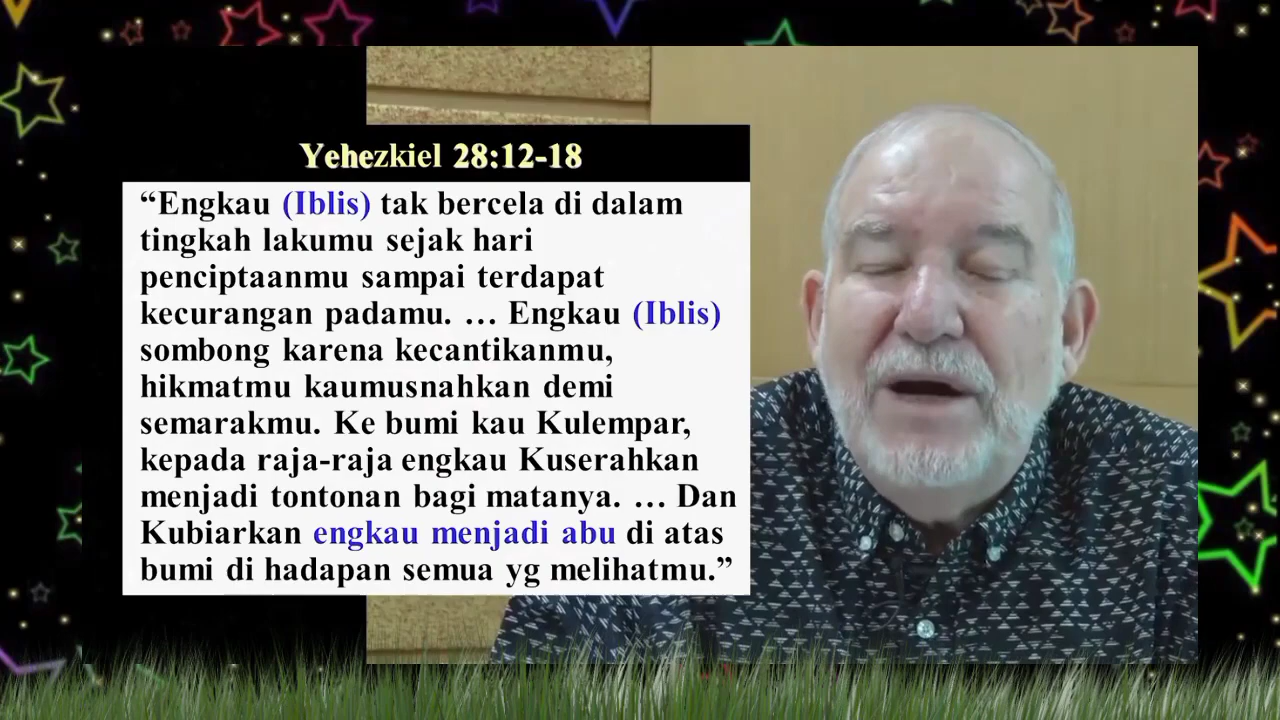 Yehezkiel 28:12-18
“Engkau (Iblis) tak bercela di dalam
tingkah lakumu sejak hari
penciptaanmu sampai terdapat
kecurangan padamu. … Engkau (Iblis)
sombong karena kecantikanmu,
hikmatmu kaumusnahkan demi
semarakmu. Ke bumi kau Kulempar,
kepada raja-raja engkau Kuserahkan
menjadi tontonan bagi matanya. … Dan
Kubiarkan engkau menjadi abu di atas
bumi di hadapan semua yg melihatmu.”